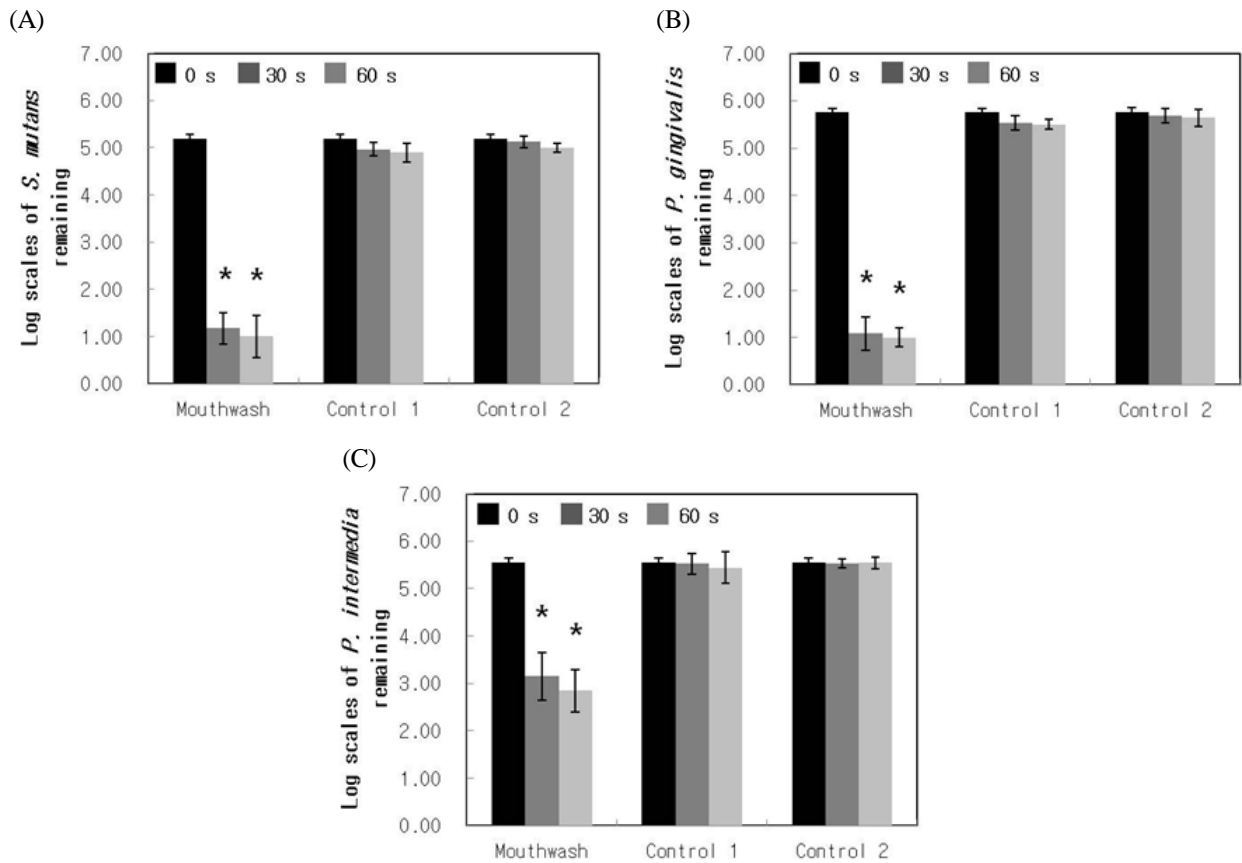 (A)
Log scales of S. mutans
remaining
7.00
6.00
5.00
4.00
3.00
2.00
1.00
0.00
0 s 30 s 60 s
* *
Mouthwash Control 1 Control 2
(B)
Log scales of P. gingivalis
remaining
7.00
6.00
5.00
4.00
3.00
2.00
1.00
0.00
0 s 30 s 60 s
* *
Mouthwash Control 1 Control 2
(C)
Log scales of P. intermedia
remaining
7.00
6.00
5.00
4.00
3.00
2.00
1.00
0.00
0 s 30 s 60 s
* *
Mouthwash Control 1 Control 2